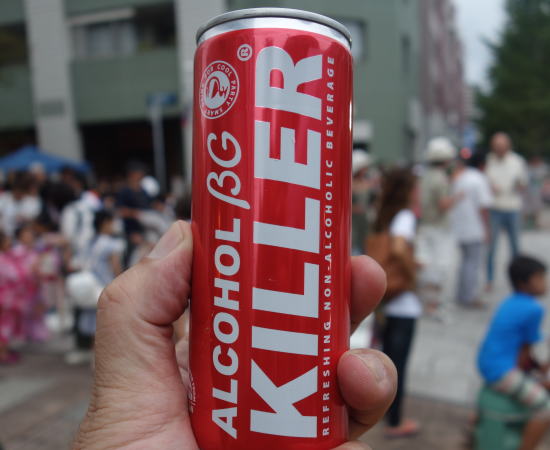 ALCOHOL βG
KILLER®
REFRESHING NON-ALCOHOLIC BEVERAGE